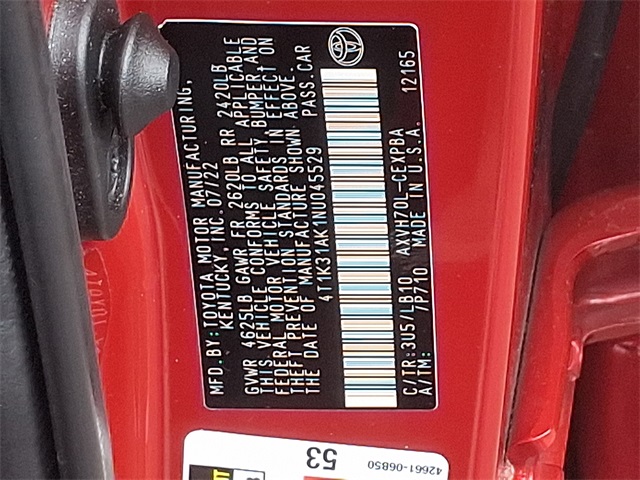 MFD.BY:TOYOTA MOTOR MANUFACTURING,
KENTUCKY, INC. 07/22
GVWR 4625LB GAWR FR 2620LB RR 2420LB
THIS VEHICLE CONFORMS TO ALL APPLICABLE
FEDERAL MOTOR VEHICLE SAFETY, BUMPER, AND
THEFT PREVENTION STANDARDS IN EFFECT ON
THE DATE OF MANUFACTURE SHOWN ABOVE.
4T1K31AK1NU045529 PASS.CAR
C/TR:3U5/LB10 AXVH70L-CEXPBA 12165
A/TM: /P710 MADE IN U.S.A.
53
42661-06B50